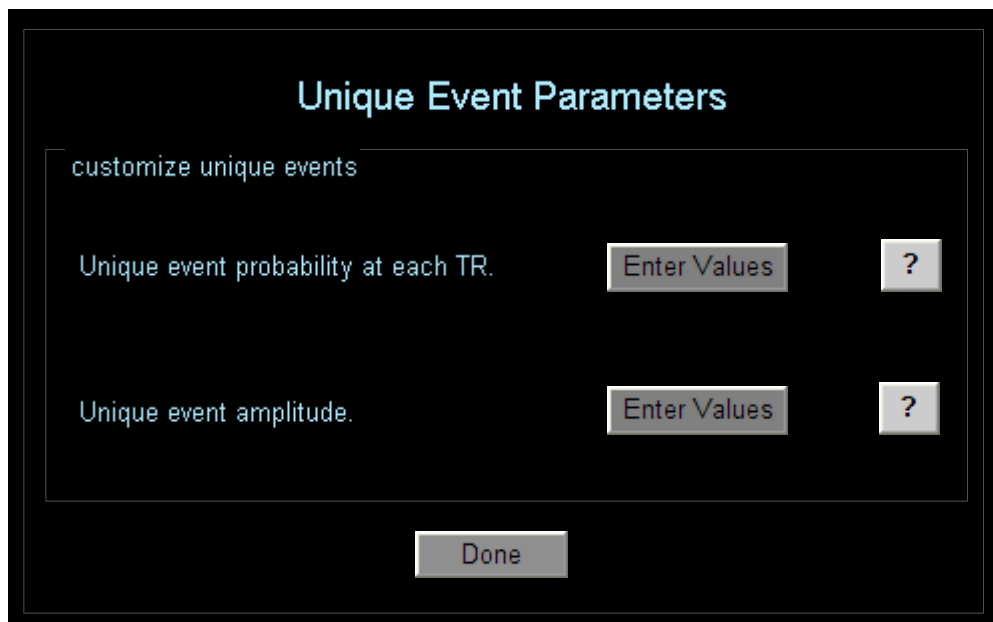 Unique Event Parameters
customize unique events
Unique event probability at each TR.
Enter Values
?
Unique event amplitude.
Enter Values
?
Done